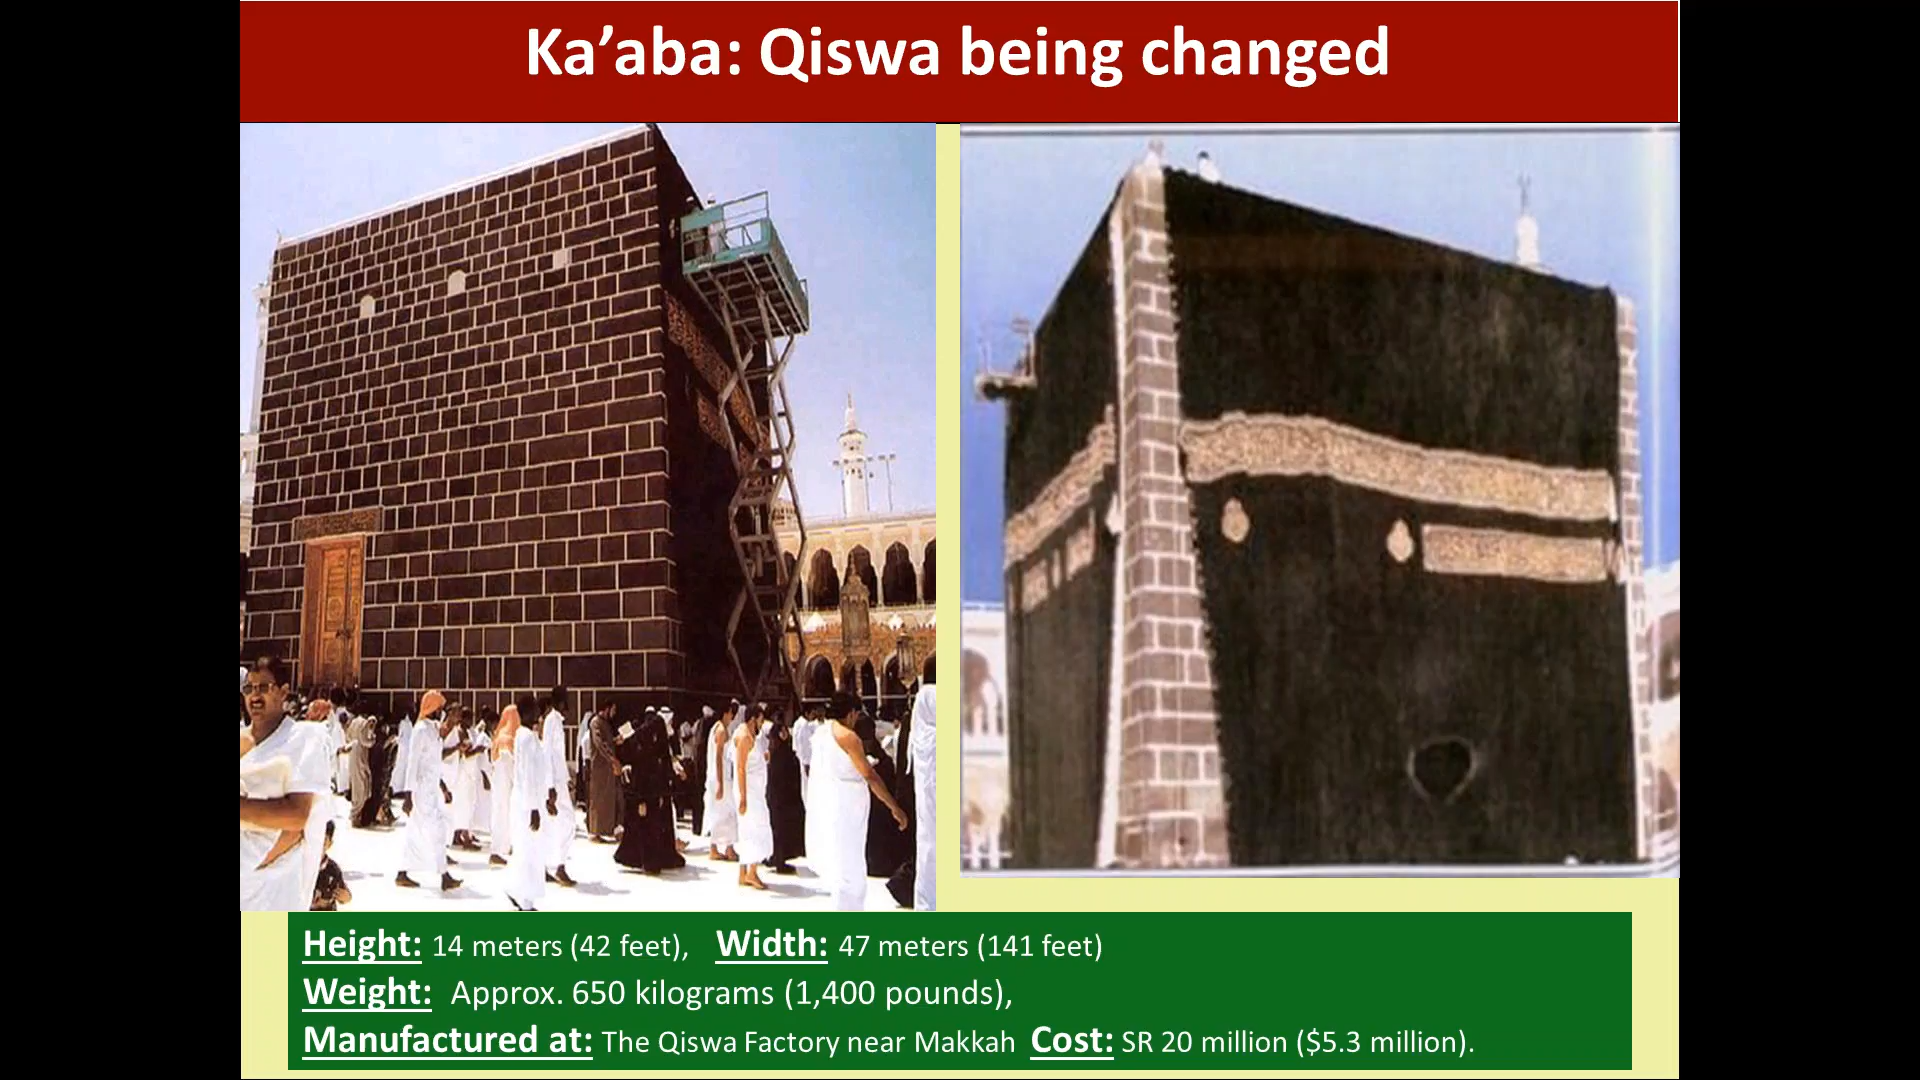 Ka’aba: Qiswa being changed
Height: 14 meters (42 feet), Width: 47 meters (141 feet)
Weight: Approx. 650 kilograms (1,400 pounds),
Manufactured at: The Qiswa Factory near Makkah Cost: SR 20 million ($5.3 million).